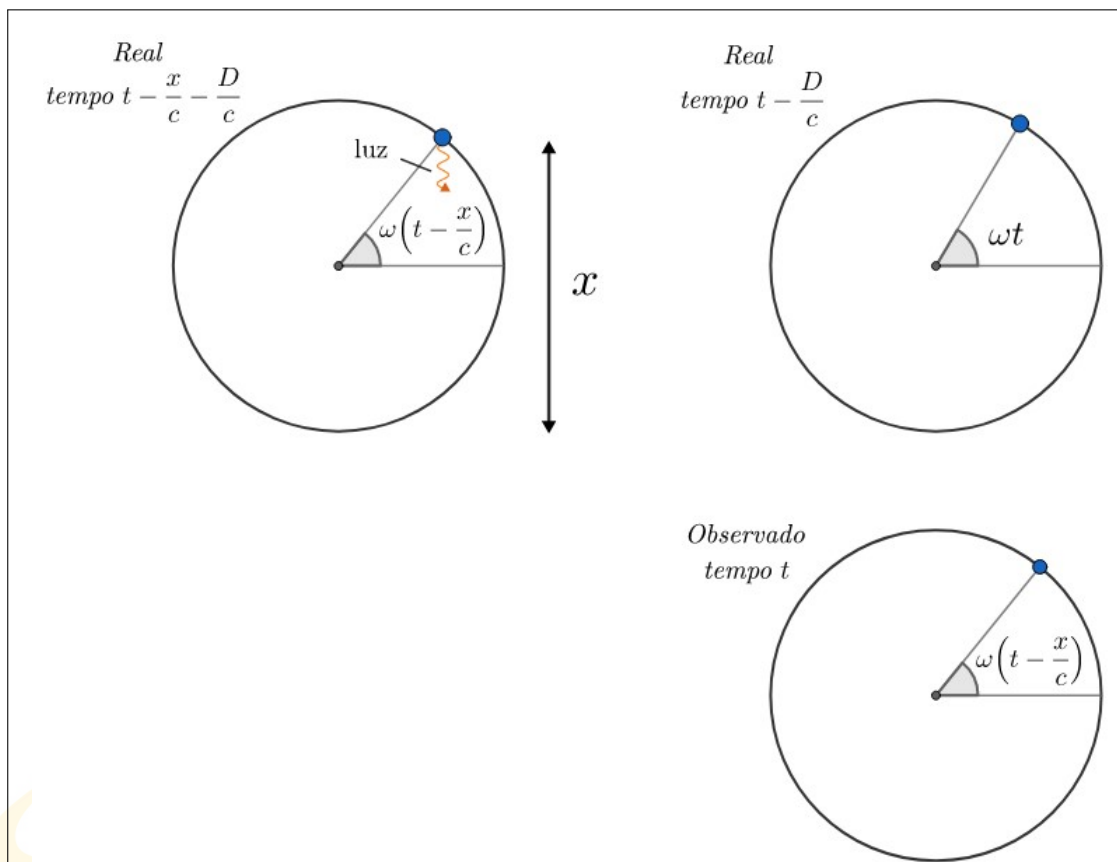 Real
tempo t − x/c − D/c
luz
ω(t − x/c)
x
Real
tempo t − D/c
ωt
Observado
tempo t
ω(t − x/c)